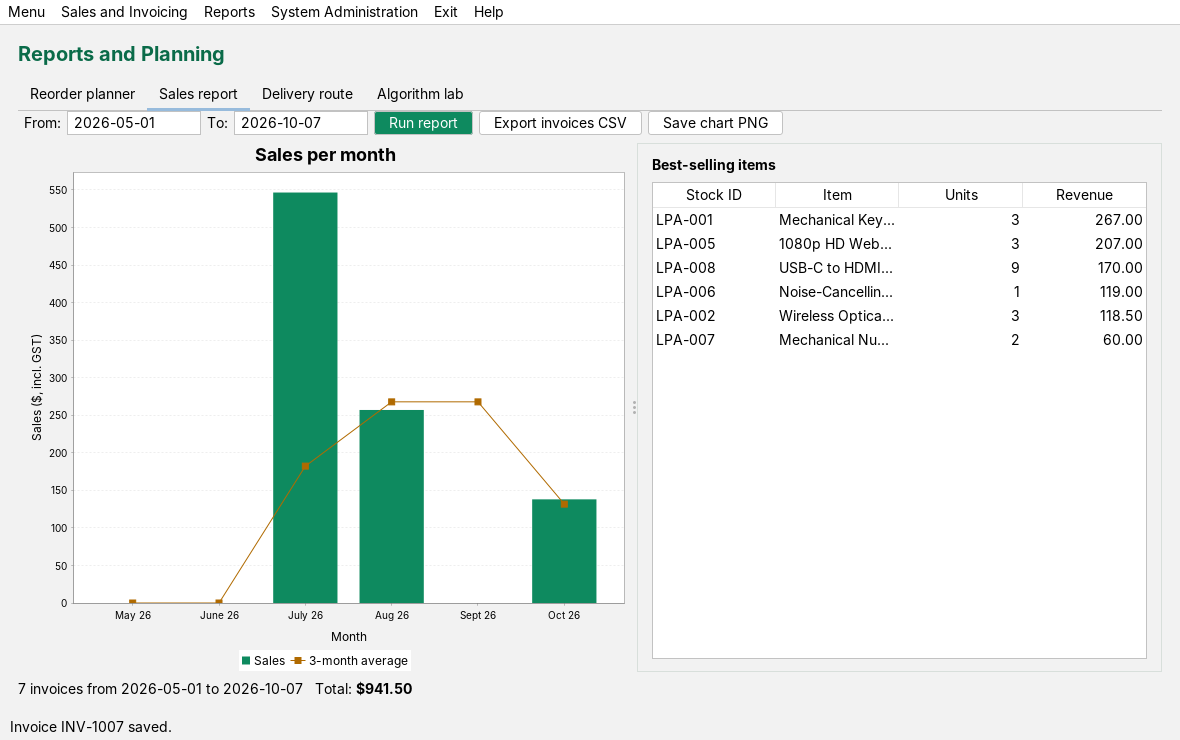 Menu Sales and Invoicing Reports System Administration Exit Help
Reports and Planning
Reorder planner Sales report Delivery route Algorithm lab
From: 2026-05-01 To: 2026-10-07 Run report Export invoices CSV Save chart PNG
Sales per month
Sales ($, incl. GST)
550
500
450
400
350
300
250
200
150
100
50
0
May 26 June 26 July 26 Aug 26 Sept 26 Oct 26
Month
Sales 3-month average
Best-selling items
Stock ID Item Units Revenue
LPA-001 Mechanical Key... 3 267.00
LPA-005 1080p HD Web... 3 207.00
LPA-008 USB-C to HDMI... 9 170.00
LPA-006 Noise-Cancellin... 1 119.00
LPA-002 Wireless Optica... 3 118.50
LPA-007 Mechanical Nu... 2 60.00
7 invoices from 2026-05-01 to 2026-10-07 Total: $941.50
Invoice INV-1007 saved.